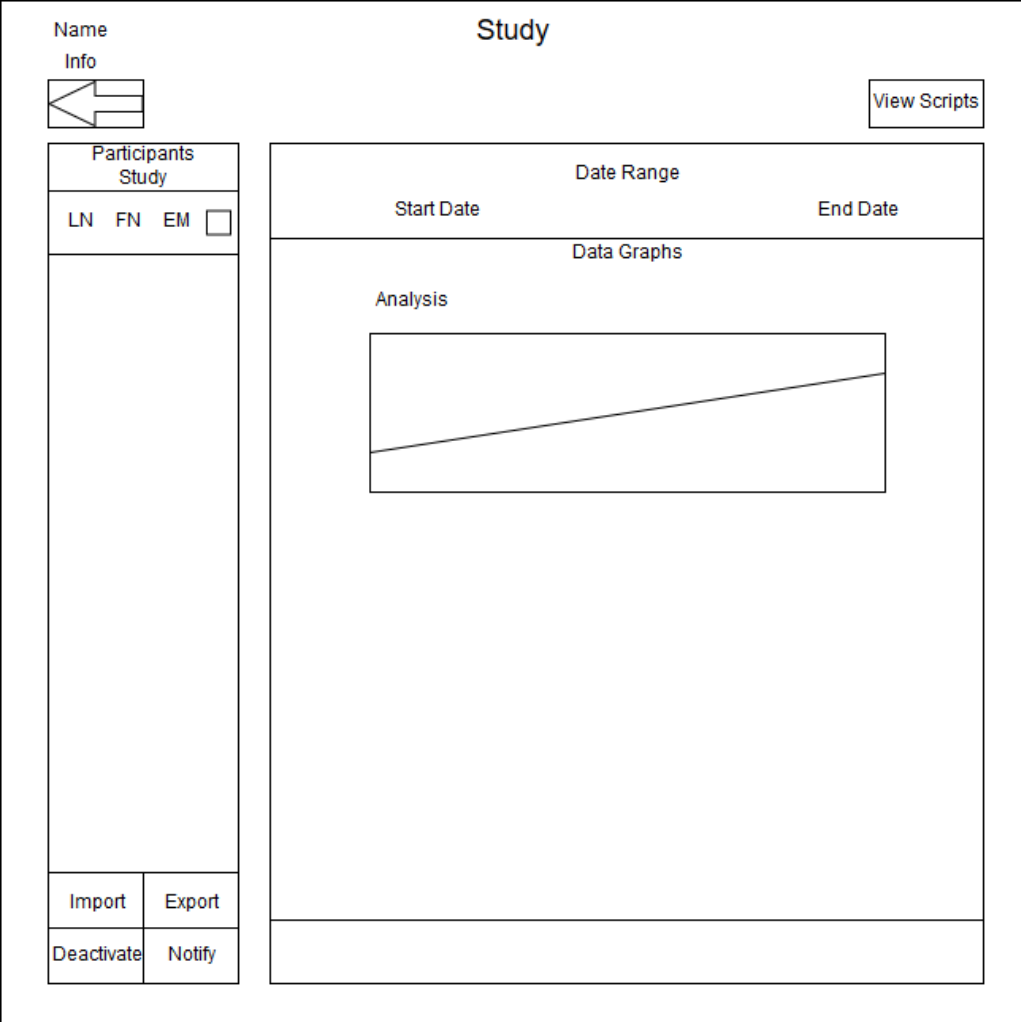 Name
Study
Info
View Scripts
Participants
Study
LN FN EM
Date Range
Start Date End Date
Data Graphs
Analysis
Import Export
Deactivate Notify